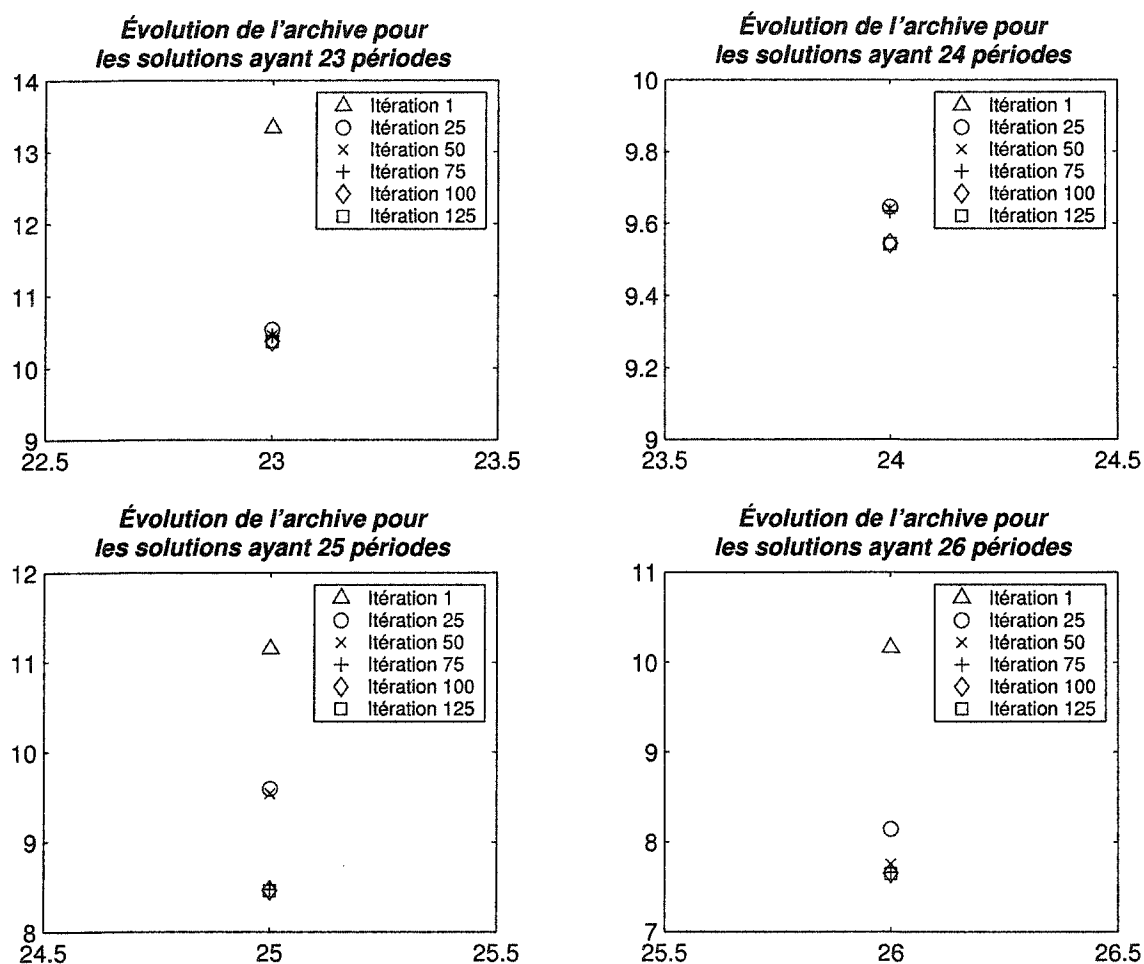 Évolution de l'archive pour
les solutions ayant 23 périodes
14
13
12
11
10
9
22.5
23
23.5
Itération 1
Itération 25
Itération 50
Itération 75
Itération 100
Itération 125
Évolution de l'archive pour
les solutions ayant 24 périodes
10
9.8
9.6
9.4
9.2
9
23.5
24
24.5
Itération 1
Itération 25
Itération 50
Itération 75
Itération 100
Itération 125
Évolution de l'archive pour
les solutions ayant 25 périodes
12
11
10
9
8
24.5
25
25.5
Itération 1
Itération 25
Itération 50
Itération 75
Itération 100
Itération 125
Évolution de l'archive pour
les solutions ayant 26 périodes
11
10
9
8
7
25.5
26
26.5
Itération 1
Itération 25
Itération 50
Itération 75
Itération 100
Itération 125